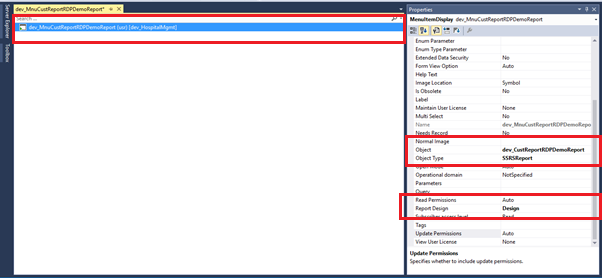 Server Explorer
Toolbox
dev_MnuCustReportRDPDemoReport*
Search ...
dev_MnuCustReportRDPDemoReport (usr) [dev_HospitalMgmt]
Properties
MenuItemDisplay dev_MnuCustReportRDPDemoReport
Enum Parameter
Enum Type Parameter
Extended Data Security No
Form View Option Auto
Help Text
Image Location Symbol
Is Obsolete No
Label
Maintain User License None
Multi Select No
Name dev_MnuCustReportRDPDemoRepo
Needs Record No
Normal Image
Object dev_CustReportRDPDemoReport
Object Type SSRSReport
Operational domain NotSpecified
Parameters
Query
Read Permissions Auto
Report Design Design
Subscriber access level Read
Tags
Update Permissions Auto
View User License None
Update Permissions
Specifies whether to include update permissions.